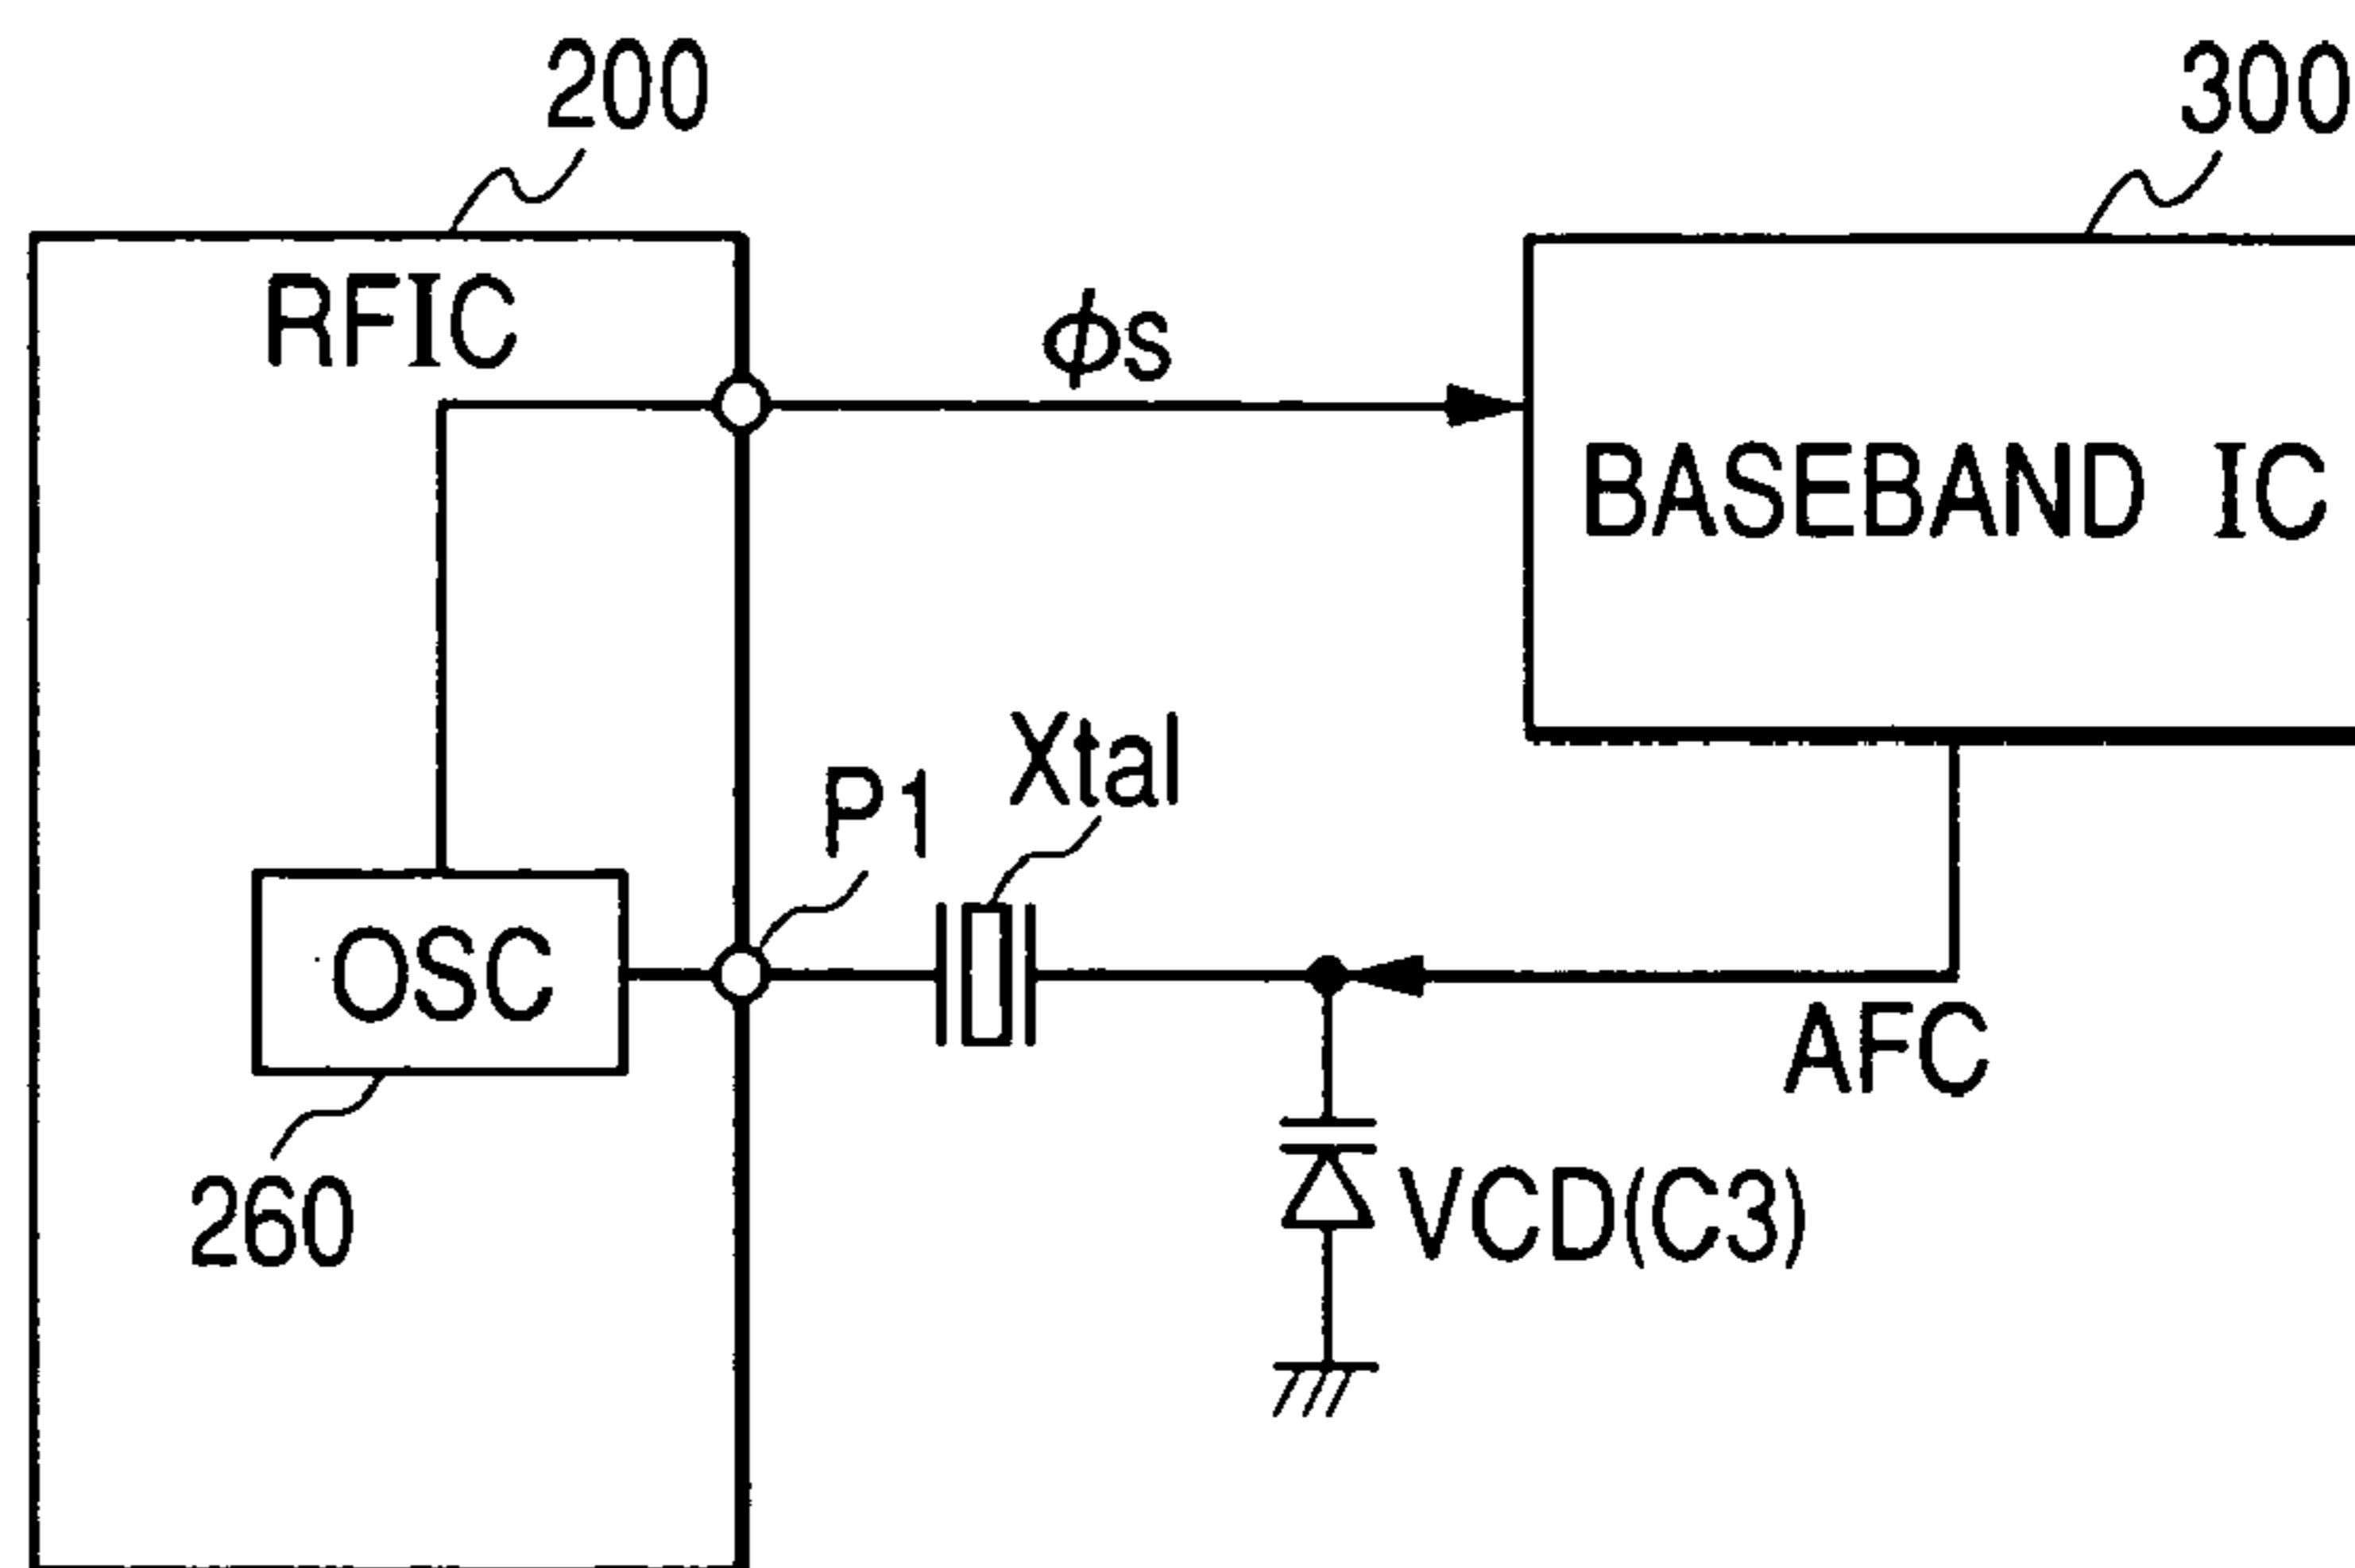 200
300
RFIC
ϕs
BASEBAND IC
Xtal
P1
OSC
AFC
VCD(C3)
260